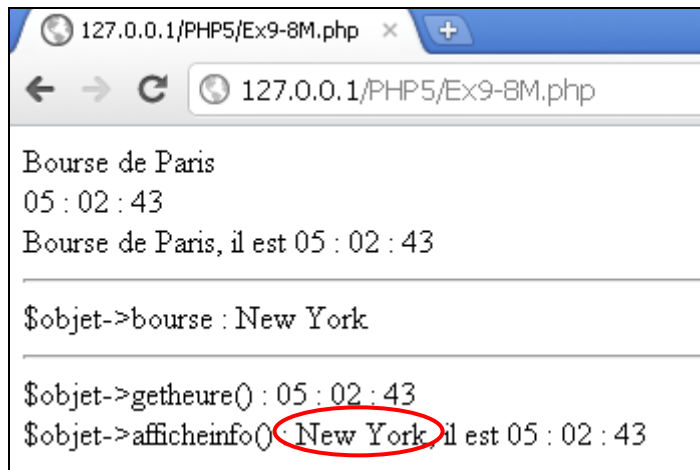 127.0.0.1/PHP5/Ex9-8M.php
127.0.0.1/PHP5/Ex9-8M.php
Bourse de Paris
05 : 02 : 43
Bourse de Paris, il est 05 : 02 : 43
$objet->bourse : New York
$objet->getheure() : 05 : 02 : 43
$objet->afficheinfo() : New York, il est 05 : 02 : 43